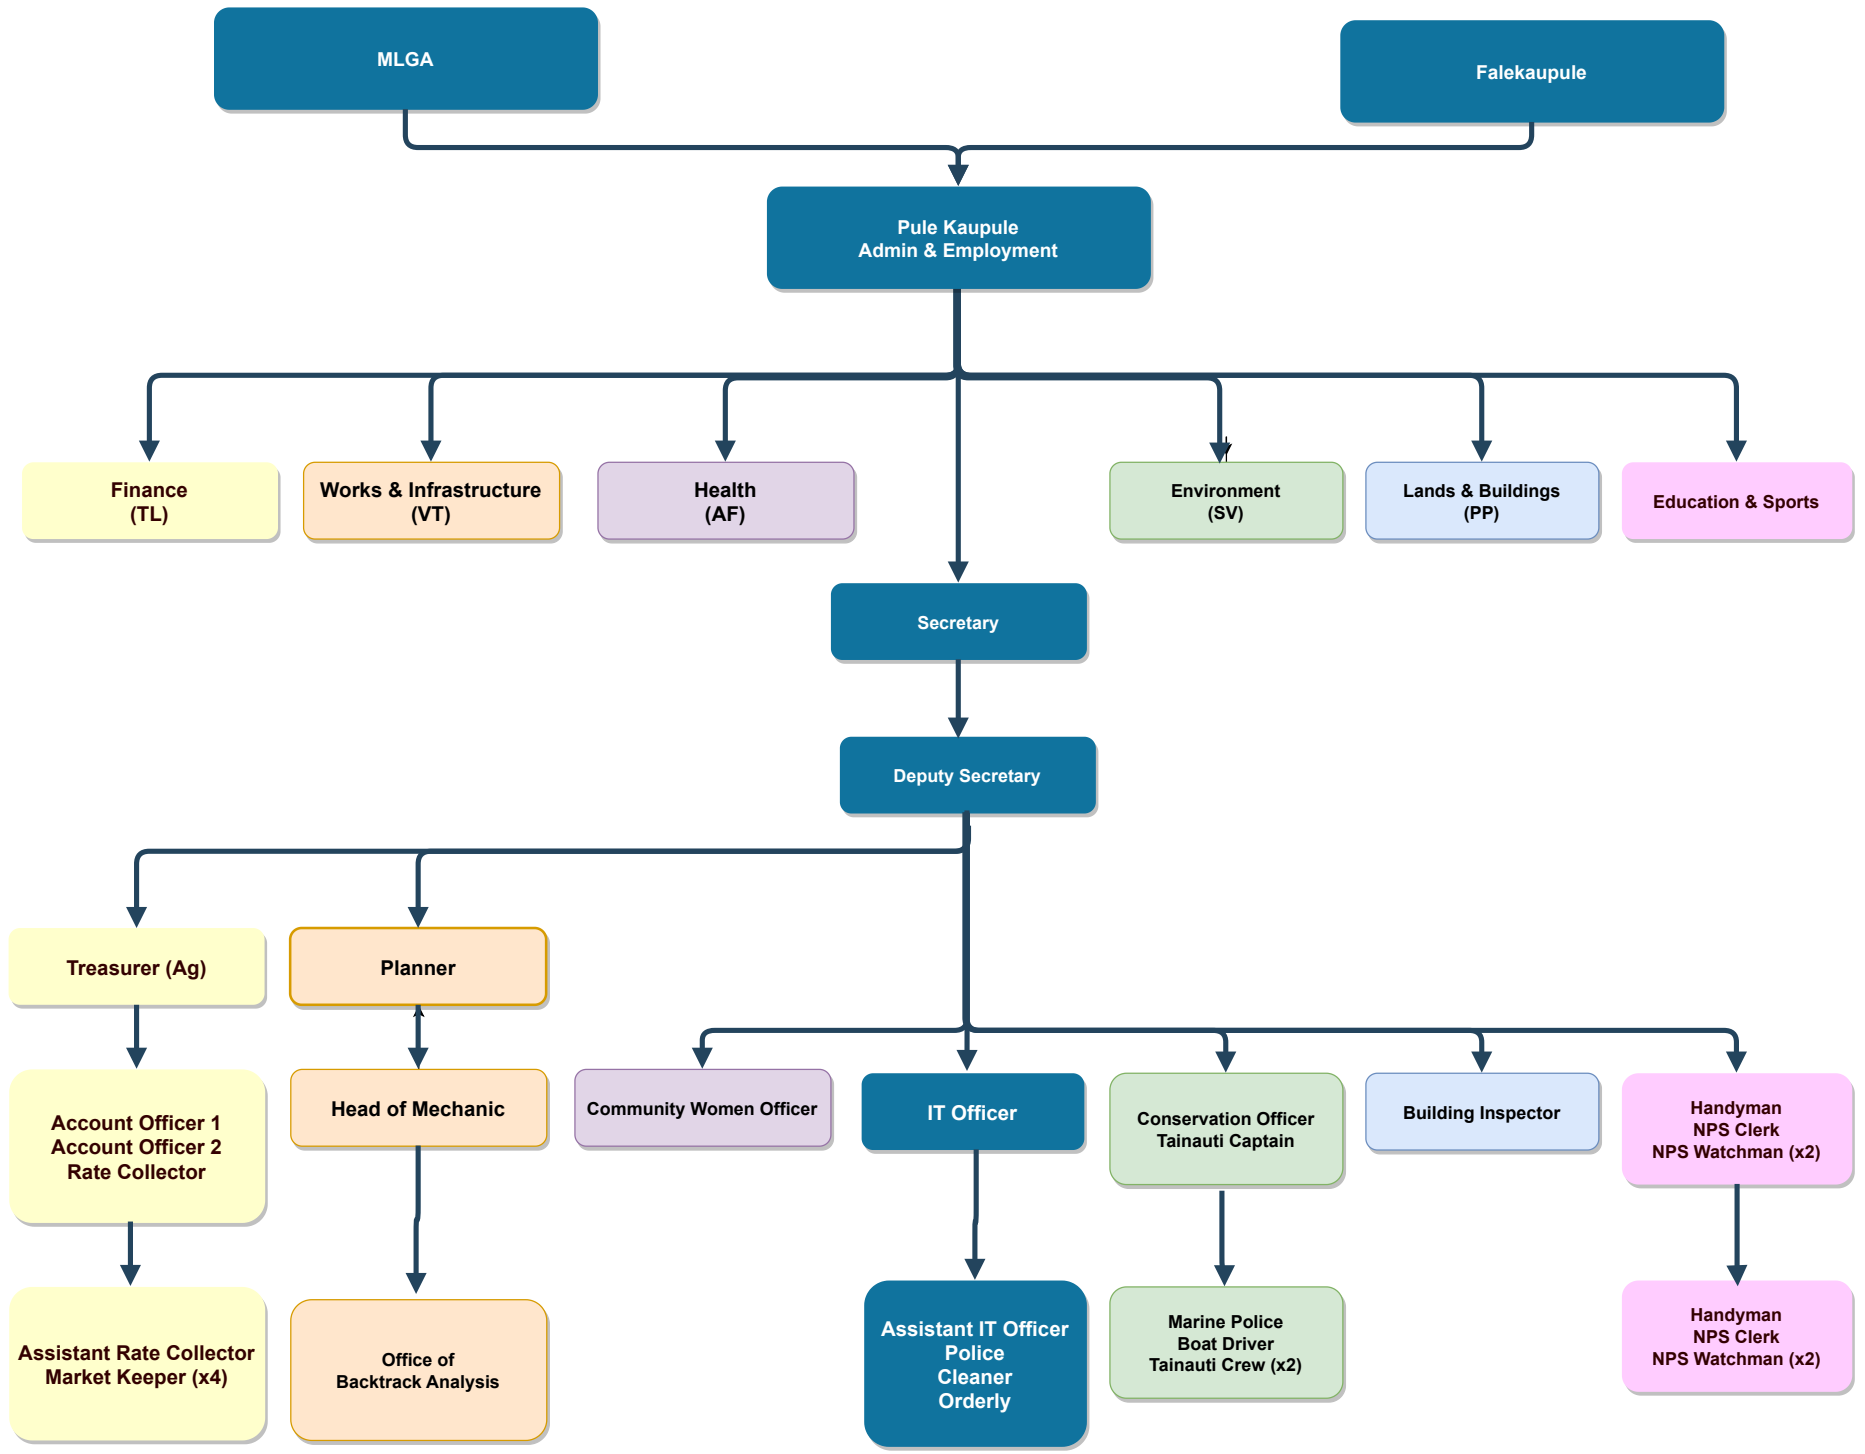 MLGA
Falekaupule
Pule Kaupule
Admin & Employment
Finance
(TL)
Works & Infrastructure
(VT)
Health
(AF)
Environment
(SV)
Lands & Buildings
(PP)
Education & Sports
Secretary
Deputy Secretary
Treasurer (Ag)
Planner
Account Officer 1
Account Officer 2
Rate Collector
Head of Mechanic
Community Women Officer
IT Officer
Conservation Officer
Tainauti Captain
Building Inspector
Handyman
NPS Clerk
NPS Watchman (x2)
Assistant Rate Collector
Market Keeper (x4)
Office of
Backtrack Analysis
Assistant IT Officer
Police
Cleaner
Orderly
Marine Police
Boat Driver
Tainauti Crew (x2)
Handyman
NPS Clerk
NPS Watchman (x2)